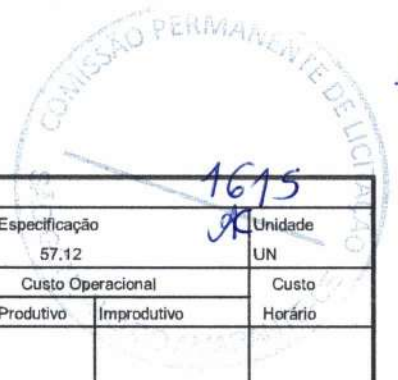 COMISSÃO PERMANENTE DE LICITAÇÃO
1615
Especificação Unidade
57.12 UN
Custo Operacional Custo
Produtivo Improdutivo Horário